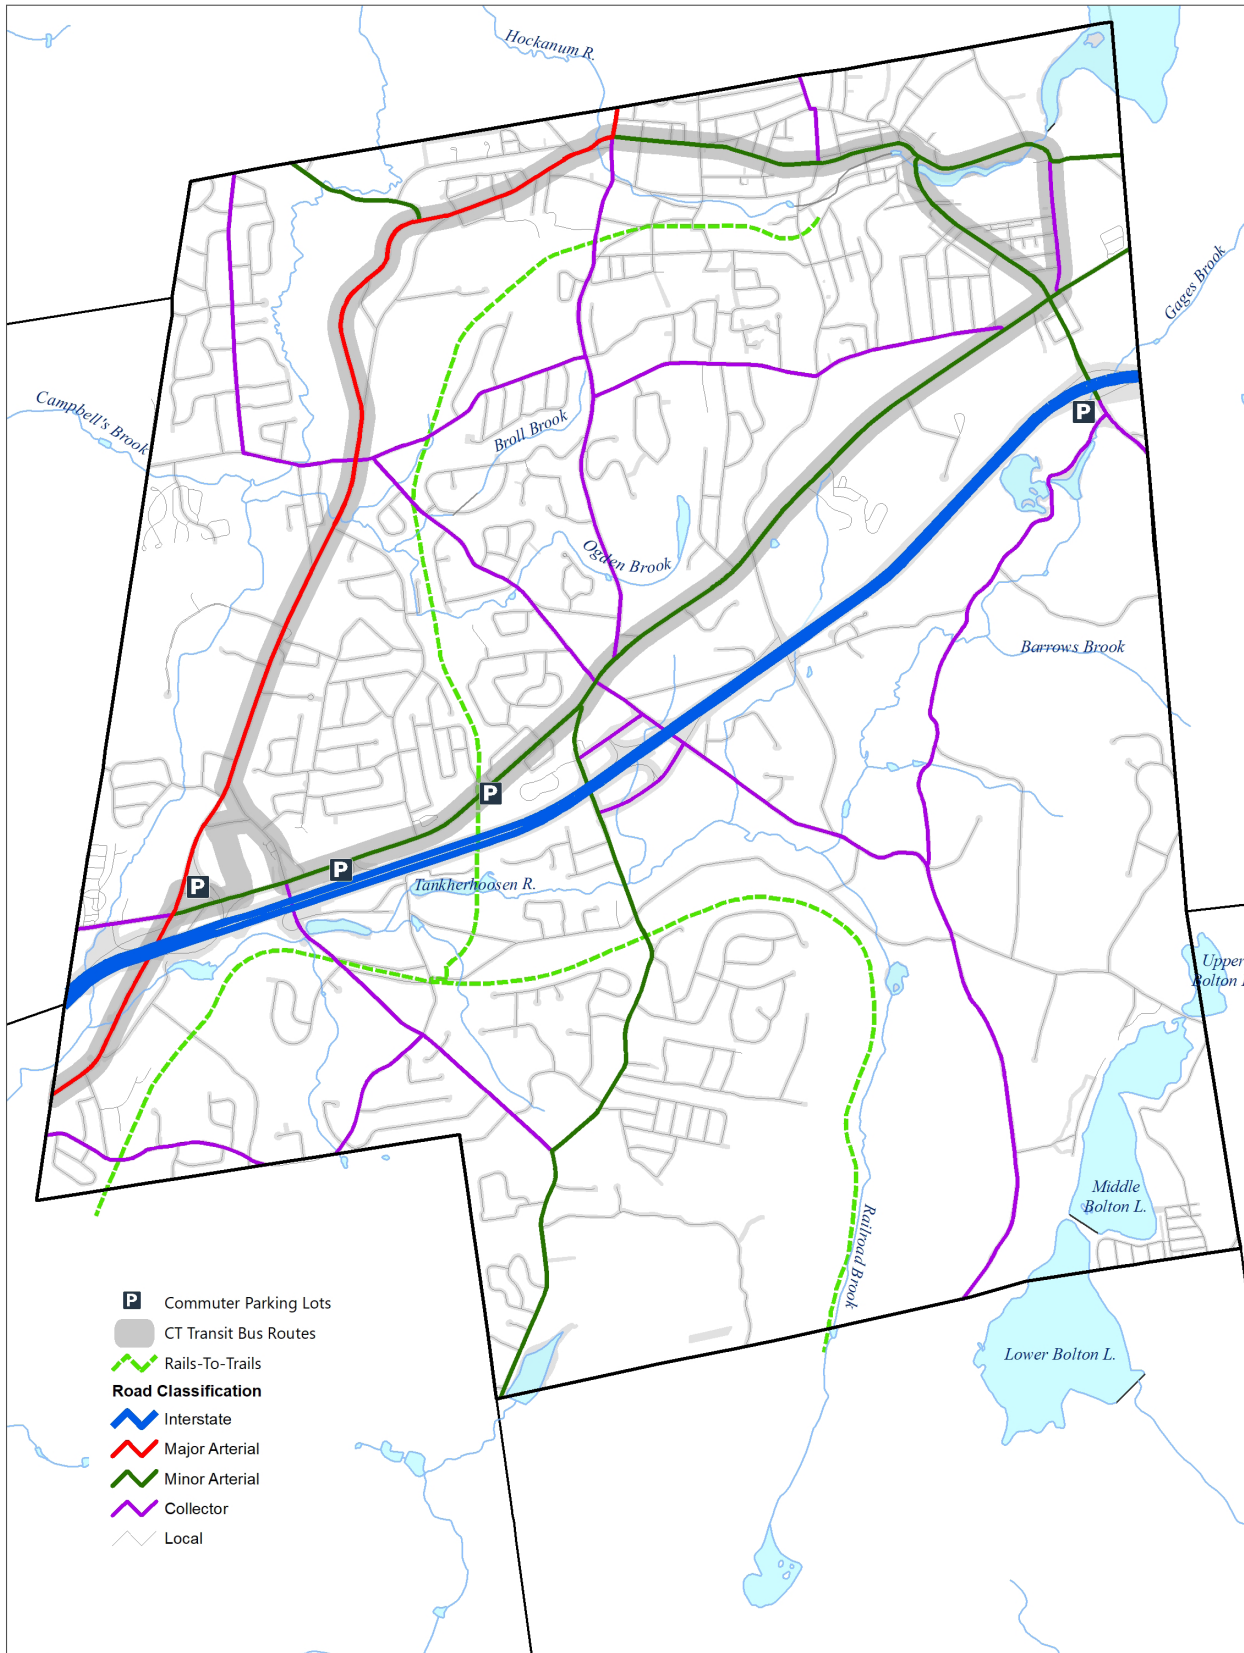 Hockanum R.
Gages Brook
Campbell's Brook
Broll Brook
Ogden Brook
P
Barrows Brook
P
P
P
Tankherhoosen R.
Upper
Bolton
Middle
Bolton L.
Railroad Brook
Lower Bolton L.
P Commuter Parking Lots
CT Transit Bus Routes
Rails-To-Trails
Road Classification
Interstate
Major Arterial
Minor Arterial
Collector
Local